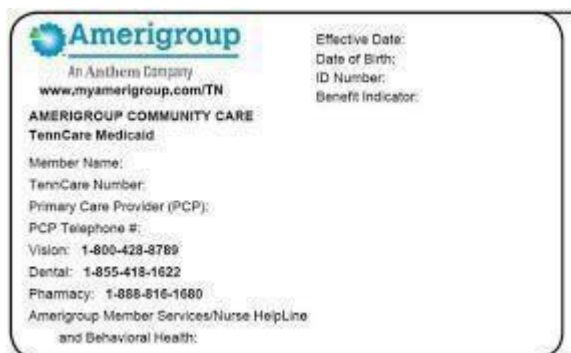 Amerigroup
An Anthem Company
www.myamerigroup.com/TN
AMERIGROUP COMMUNITY CARE
TennCare Medicaid
Member Name:
TennCare Number:
Primary Care Provider (PCP):
PCP Telephone #:
Vision: 1-800-428-8789
Dental: 1-855-418-1622
Pharmacy: 1-888-816-1680
Amerigroup Member Services/Nurse HelpLine
and Behavioral Health:
Effective Date:
Date of Birth:
ID Number:
Benefit Indicator: